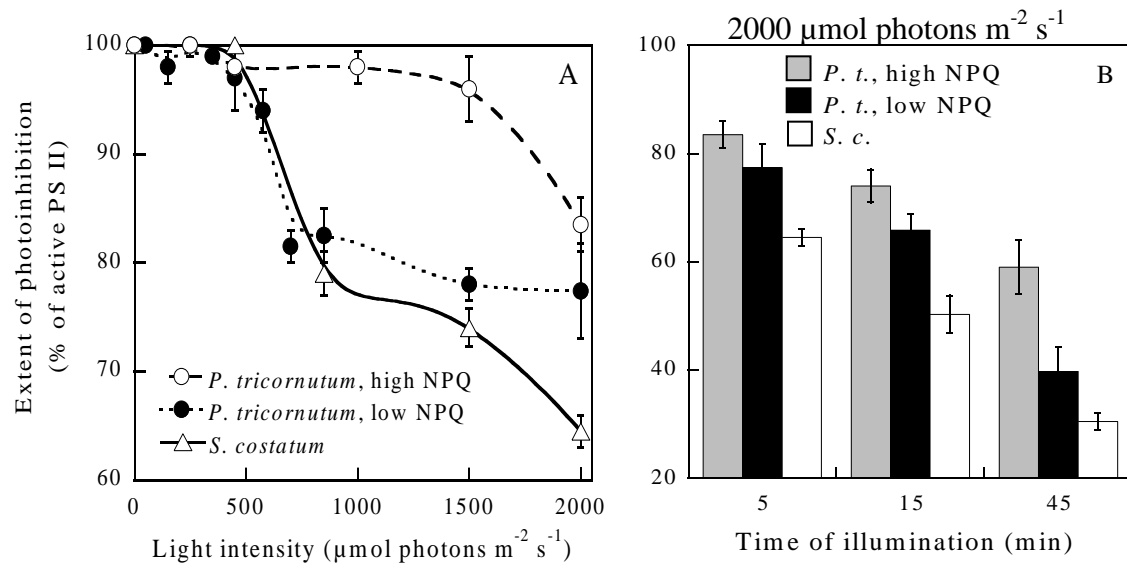 100
90
80
70
60
0
500
1000
1500
2000
Extent of photoinhibition
(% of active PS II)
A
P. tricornutum, high NPQ
P. tricornutum, low NPQ
S. costatum
Light intensity (µmol photons m⁻² s⁻¹)
2000 µmol photons m⁻² s⁻¹
100
80
60
40
20
B
P. t., high NPQ
P. t., low NPQ
S. c.
5
15
45
Time of illumination (min)